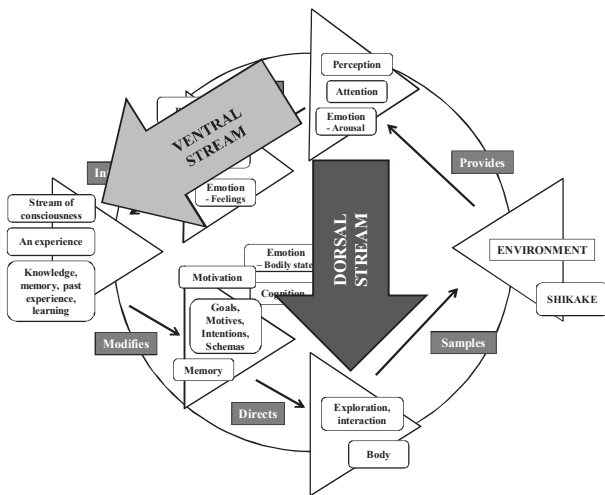 Perception
Attention
Emotion
- Arousal
VENTRAL
STREAM
Provides
Emotion
- Feelings
Stream of
consciousness
An experience
Knowledge,
memory, past
experience,
learning
ENVIRONMENT
SHIKAKE
DORSAL
STREAM
Emotion
– Bodily state
Motivation
Cognition
Goals,
Motives,
Intentions,
Schemas
Memory
Modifies
Samples
Directs
Exploration,
interaction
Body